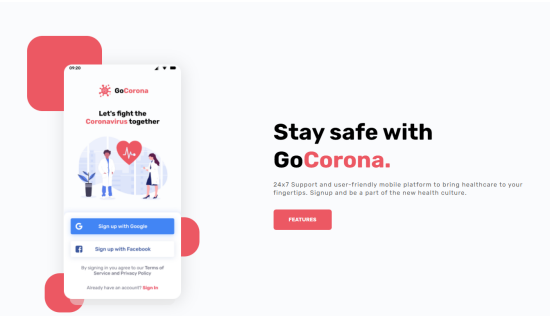 09:20
GoCorona
Let's fight the
Coronavirus together
Sign up with Google
Sign up with Facebook
By signing in you agree to our Terms of
Service and Privacy Policy
Already have an account? Sign In
Stay safe with
GoCorona.
24x7 Support and user-friendly mobile platform to bring healthcare to your
fingertips. Signup and be a part of the new health culture.
FEATURES